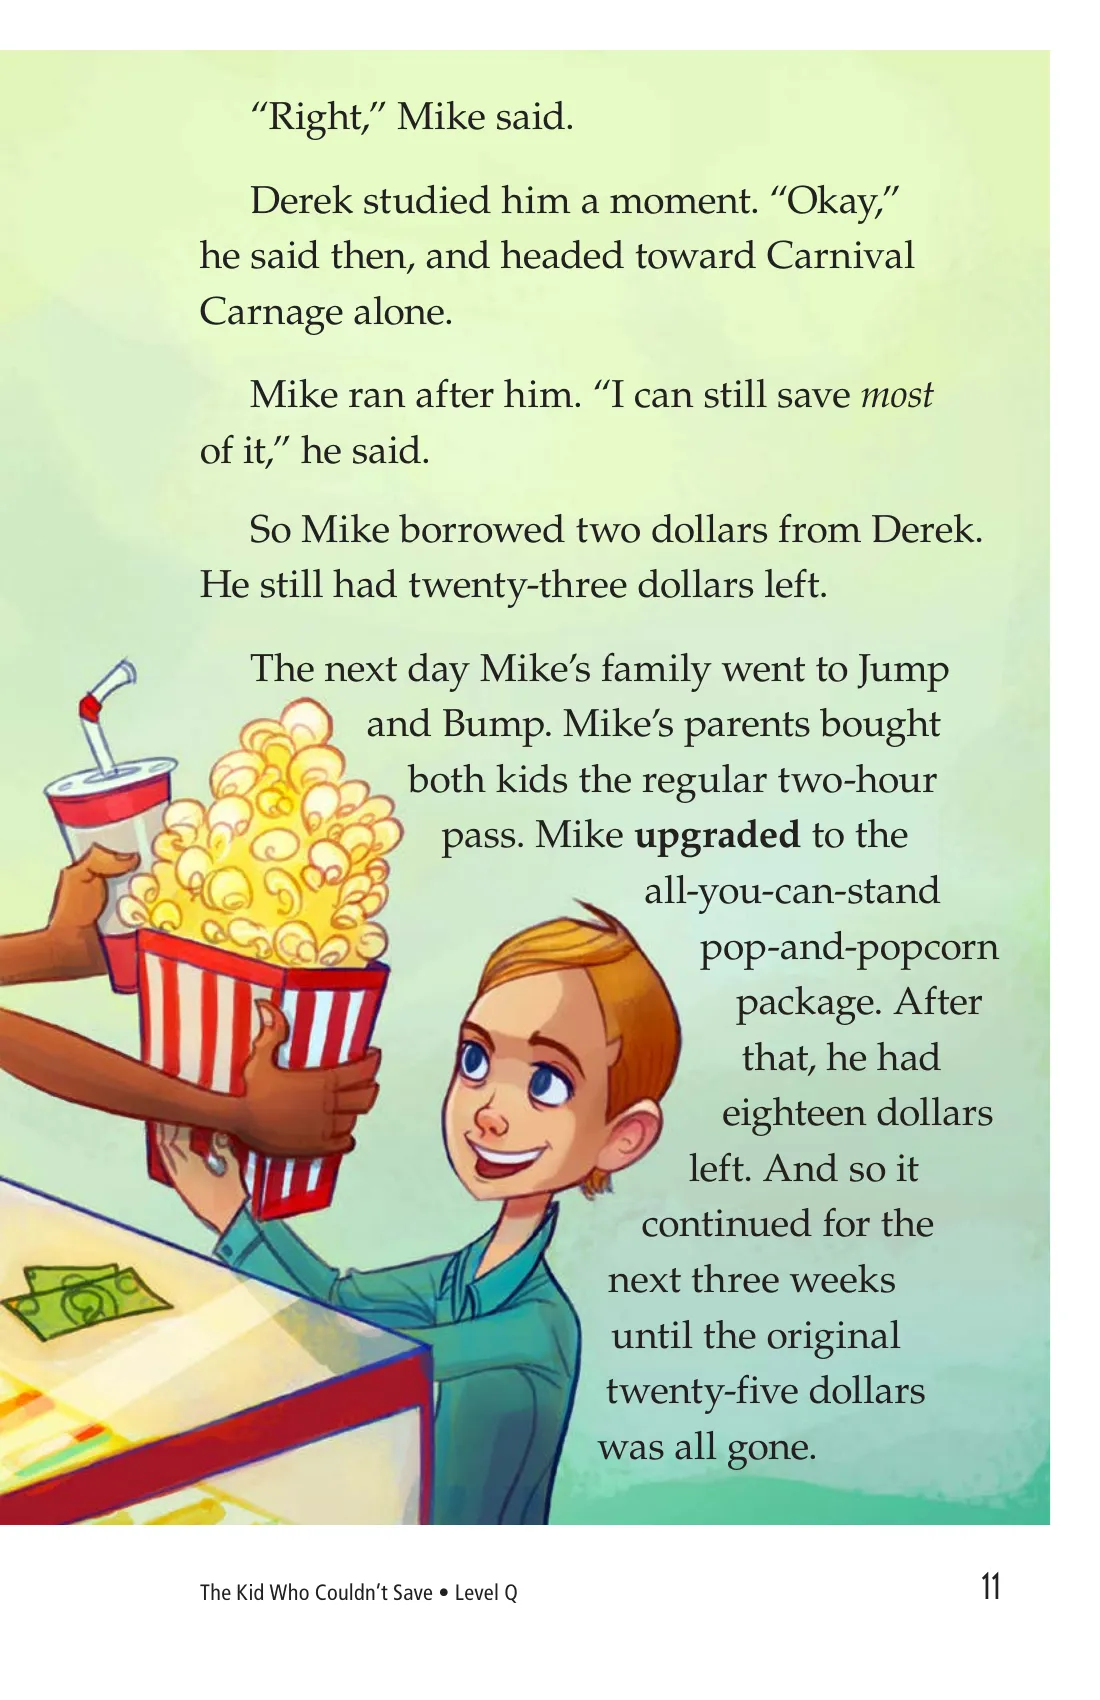 “Right,” Mike said.
Derek studied him a moment. “Okay,”
he said then, and headed toward Carnival
Carnage alone.
Mike ran after him. “I can still save most
of it,” he said.
So Mike borrowed two dollars from Derek.
He still had twenty-three dollars left.
The next day Mike’s family went to Jump
and Bump. Mike’s parents bought
both kids the regular two-hour
pass. Mike upgraded to the
all-you-can-stand
pop-and-popcorn
package. After
that, he had
eighteen dollars
left. And so it
continued for the
next three weeks
until the original
twenty-five dollars
was all gone.
The Kid Who Couldn’t Save • Level Q
11